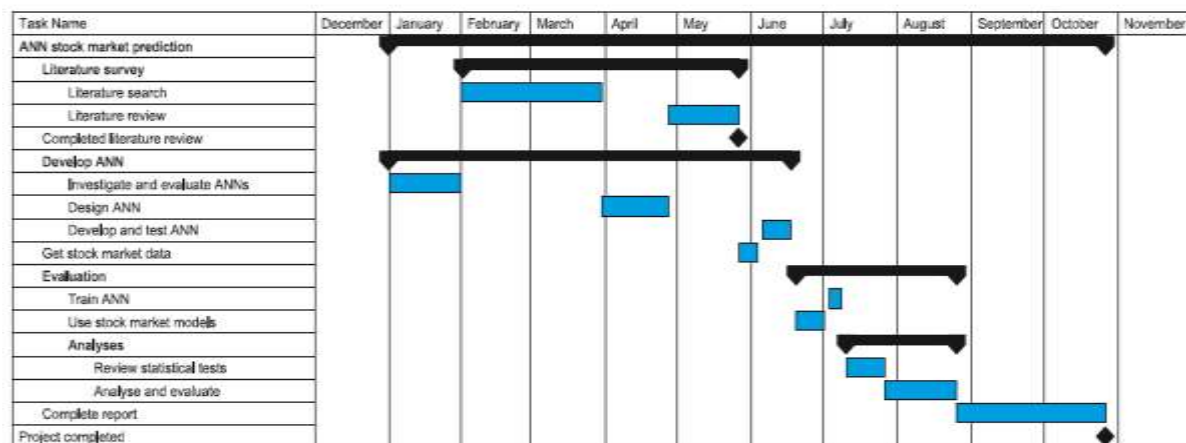 Task Name December January February March April May June July August September October November
ANN stock market prediction
Literature survey
Literature search
Literature review
Completed literature review
Develop ANN
Investigate and evaluate ANNs
Design ANN
Develop and test ANN
Get stock market data
Evaluation
Train ANN
Use stock market models
Analyses
Review statistical tests
Analyse and evaluate
Complete report
Project completed